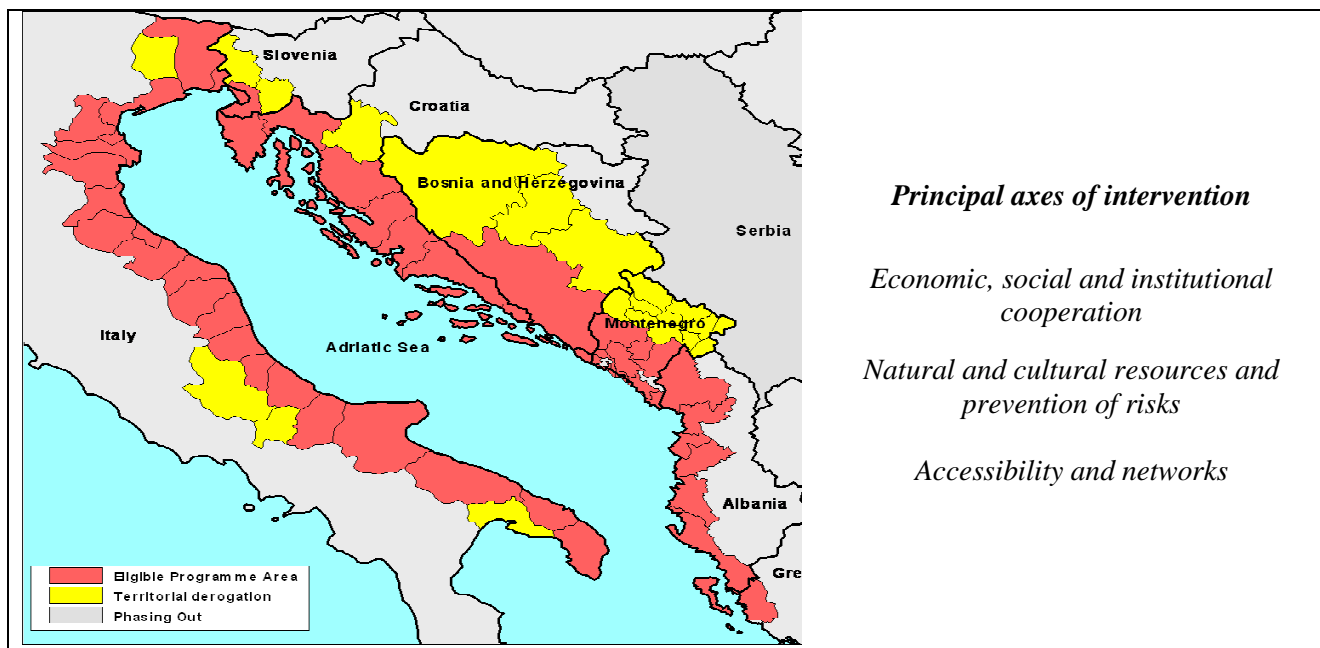 Slovenia
Croatia
Bosnia and Herzegovina
Serbia
Montenegro
Italy
Adriatic Sea
Albania
Gre
Eligible Programme Area
Territorial derogation
Phasing Out
Principal axes of intervention
Economic, social and institutional
cooperation
Natural and cultural resources and
prevention of risks
Accessibility and networks